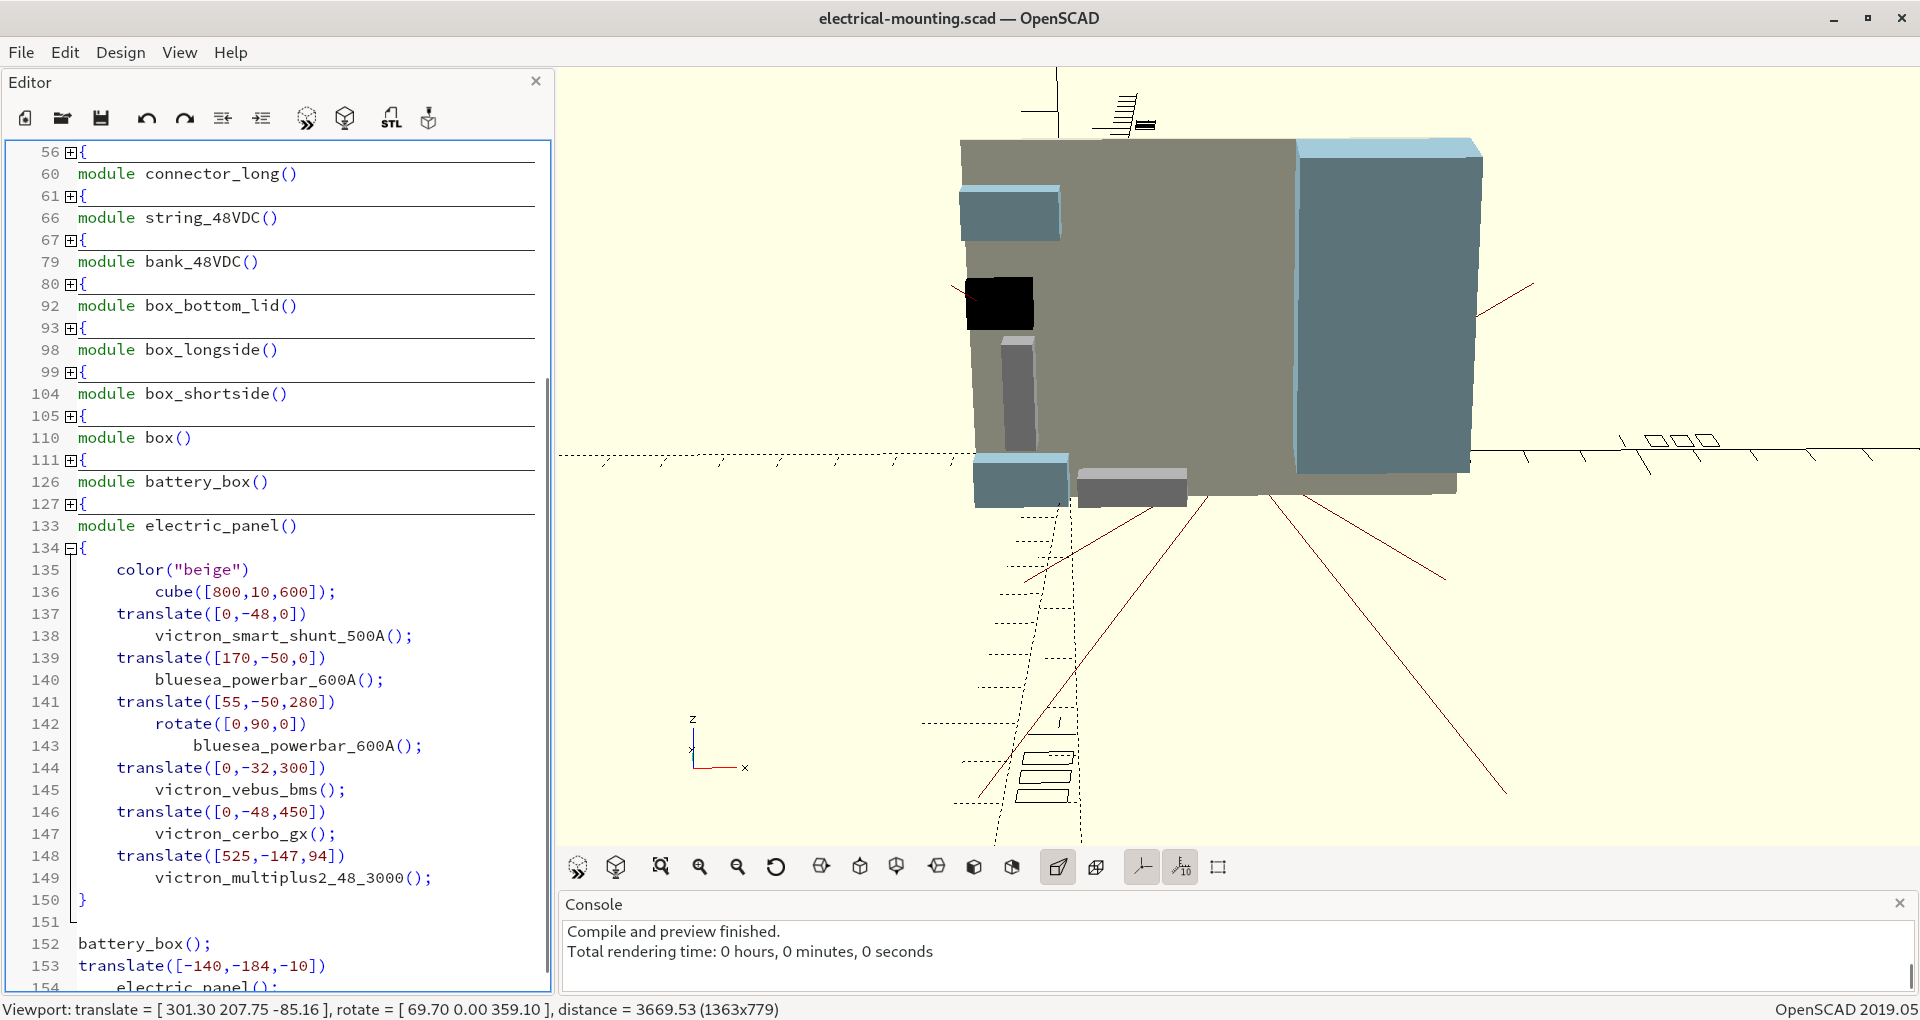 electrical-mounting.scad — OpenSCAD
File Edit Design View Help
Editor
STL
56 {
60 module connector_long()
61 {
66 module string_48VDC()
67 {
79 module bank_48VDC()
80 {
92 module box_bottom_lid()
93 {
98 module box_longside()
99 {
104 module box_shortside()
105 {
110 module box()
111 {
126 module battery_box()
127 {
133 module electric_panel()
134 {
135 color("beige")
136 cube([800,10,600]);
137 translate([0,-48,0])
138 victron_smart_shunt_500A();
139 translate([170,-50,0])
140 bluesea_powerbar_600A();
141 translate([55,-50,280])
142 rotate([0,90,0])
143 bluesea_powerbar_600A();
144 translate([0,-32,300])
145 victron_vebus_bms();
146 translate([0,-48,450])
147 victron_cerbo_gx();
148 translate([525,-147,94])
149 victron_multiplus2_48_3000();
150 }
151
152 battery_box();
153 translate([-140,-184,-10])
154 electric_panel();
z
x
10
Console
Compile and preview finished.
Total rendering time: 0 hours, 0 minutes, 0 seconds
Viewport: translate = [ 301.30 207.75 -85.16 ], rotate = [ 69.70 0.00 359.10 ], distance = 3669.53 (1363x779)
OpenSCAD 2019.05